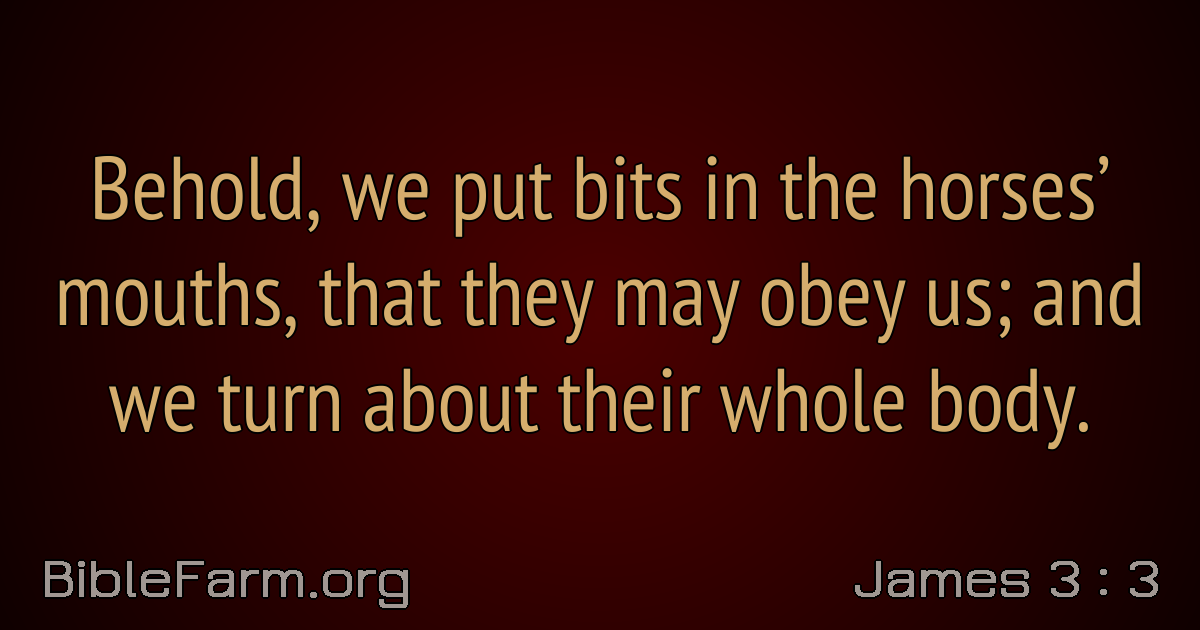 Behold, we put bits in the horses’
mouths, that they may obey us; and
we turn about their whole body.
BibleFarm.org
James 3 : 3